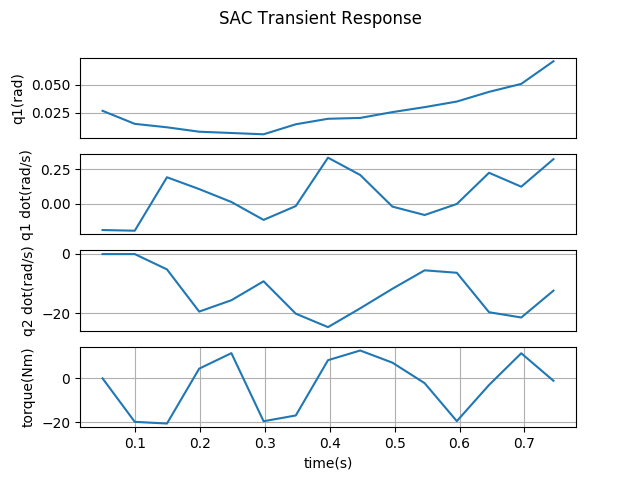 SAC Transient Response
q1(rad)
0.050
0.025
q1 dot(rad/s)
0.25
0.00
q2 dot(rad/s)
0
−20
torque(Nm)
0
−20
0.1 0.2 0.3 0.4 0.5 0.6 0.7
time(s)